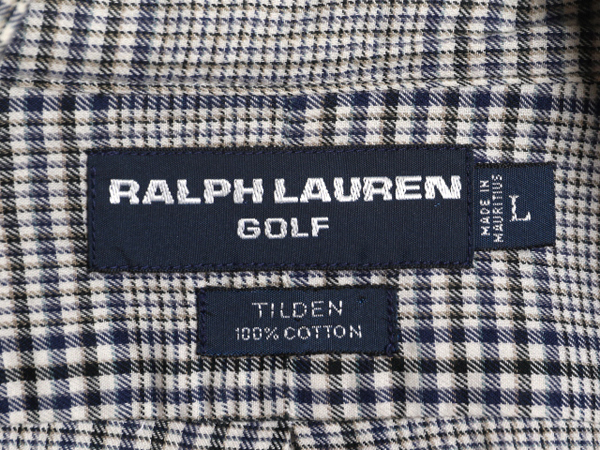 RALPH LAUREN
GOLF
MADE IN
MAURITIUS
L
TILDEN
100% COTTON